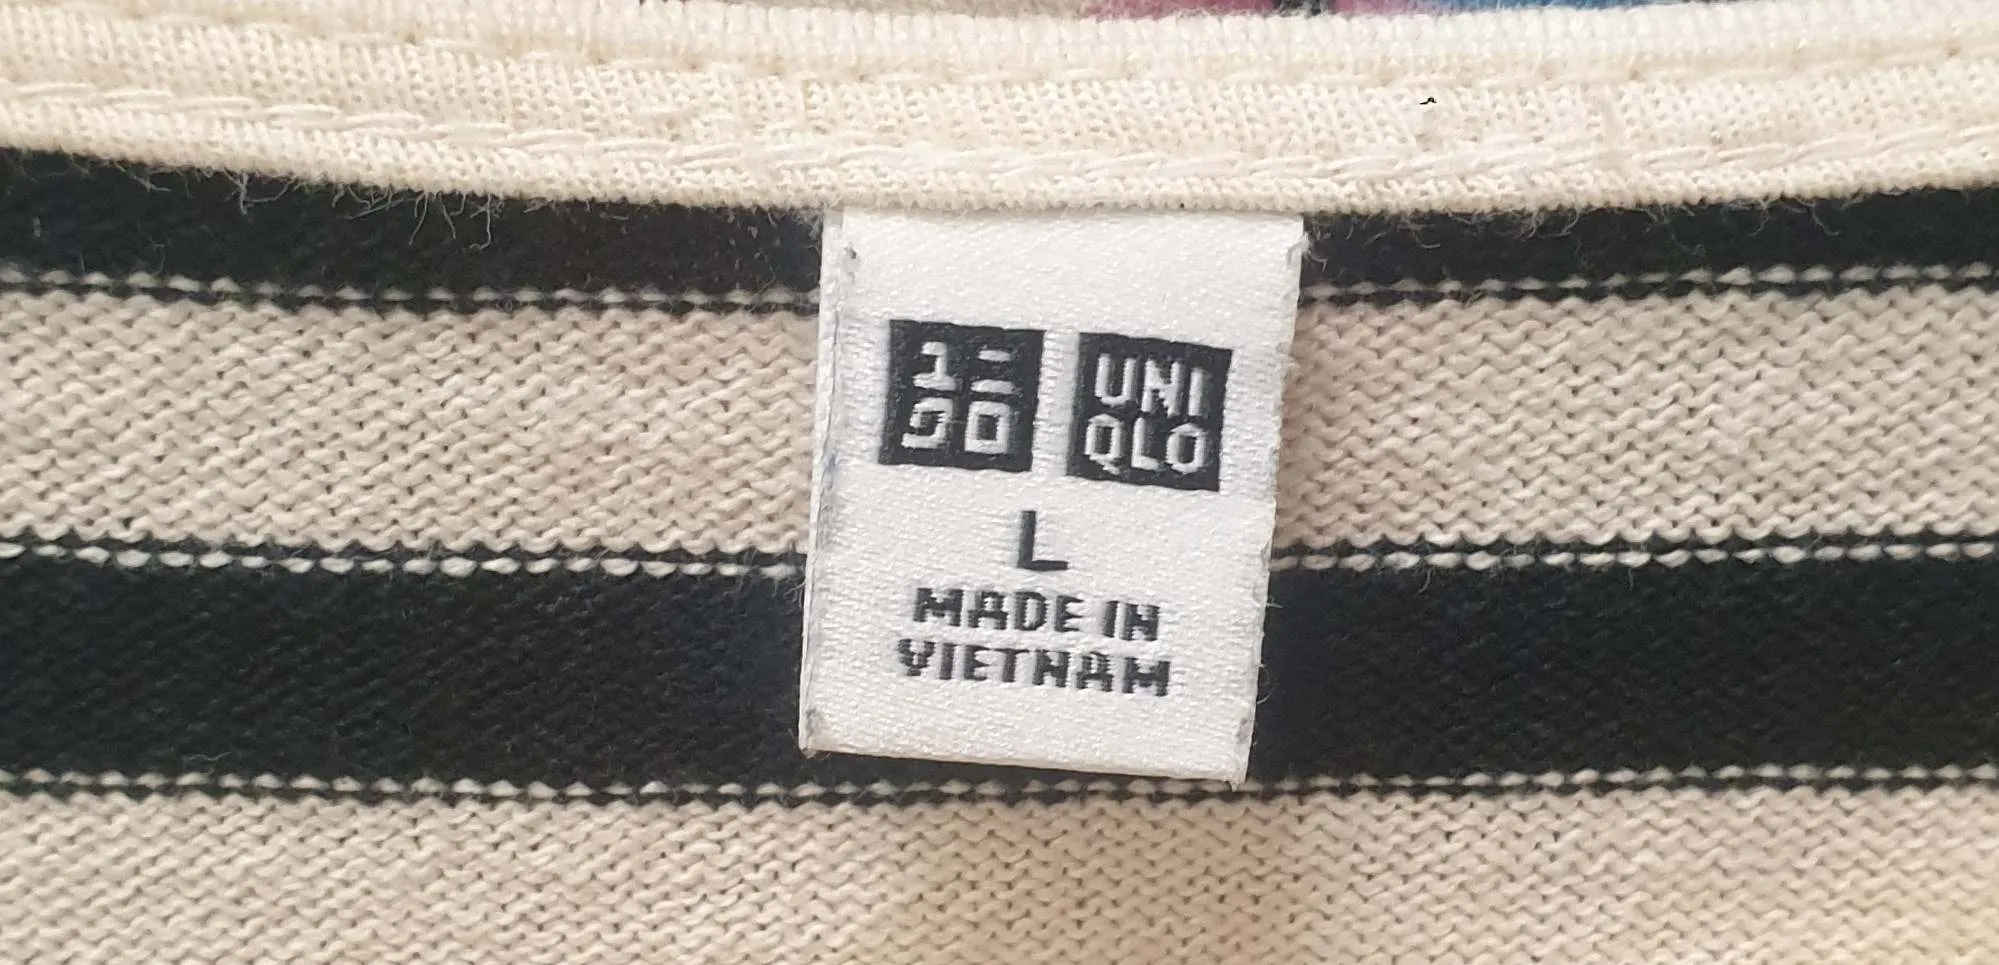 ユニ
クロ
UNI
QLO
L
MADE IN
VIETNAM